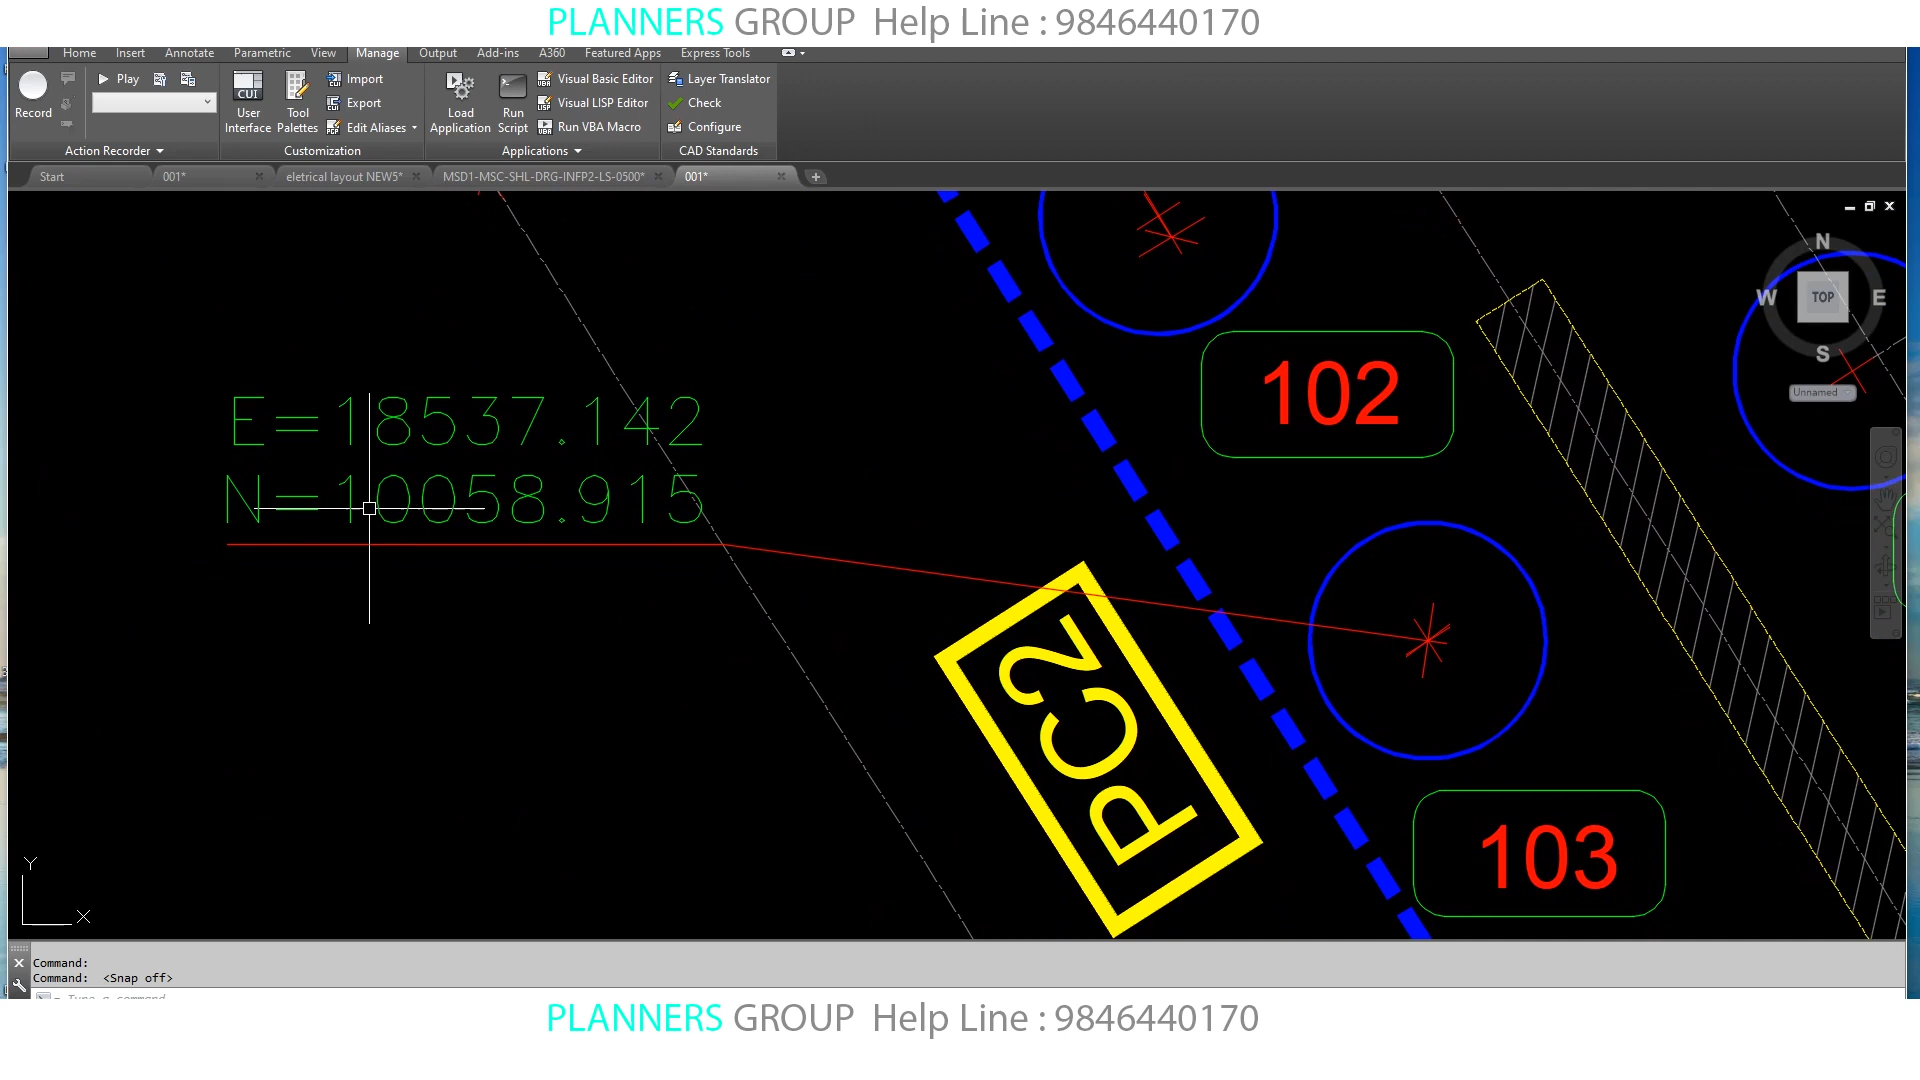 PLANNERS GROUP Help Line : 9846440170
Home Insert Annotate Parametric View Manage Output Add-ins A360 Featured Apps Express Tools
Play Import Visual Basic Editor Layer Translator
CUI
Export Visual LISP Editor Check
Record User Interface Tool Palettes Load Application Run Script
Edit Aliases Run VBA Macro Configure
Action Recorder Customization Applications CAD Standards
Start 001* eletrical layout NEW5* MSD1-MSC-SHL-DRG-INFP2-LS-0500* 001*
N
W TOP E
S
Unnamed
102
E=18537.142
N=10058.915
PC2
103
Y
X
Command:
Command: <Snap off>
Type a command
PLANNERS GROUP Help Line : 9846440170